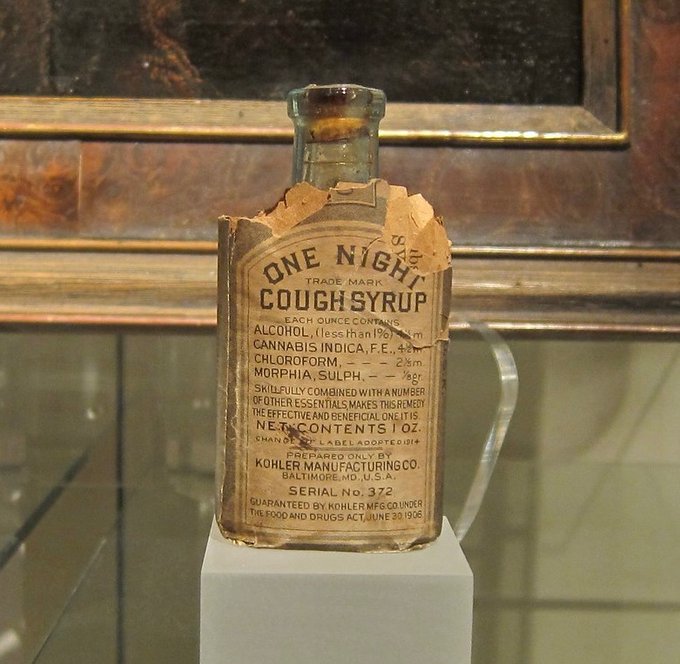 ONE NIGHT
TRADE MARK
COUGH SYRUP
EACH OUNCE CONTAINS
ALCOHOL, (less than 1%) m
CANNABIS INDICA, F.E., m
CHLOROFORM, — — m.
MORPHIA, SULPH, — — ⅛gr.
SKILLFULLY COMBINED WITH A NUMBER
OF OTHER ESSENTIALS, MAKES THIS REMEDY
THE EFFECTIVE AND BENEFICIAL ONE IT IS.
NET CONTENTS 1 OZ.
CHANGE OF LABEL ADOPTED 1914
PREPARED ONLY BY
KOHLER MANUFACTURING CO.
BALTIMORE, MD., U.S.A.
SERIAL No. 372
GUARANTEED BY KOHLER MFG. CO. UNDER
THE FOOD AND DRUGS ACT, JUNE 30, 1906.